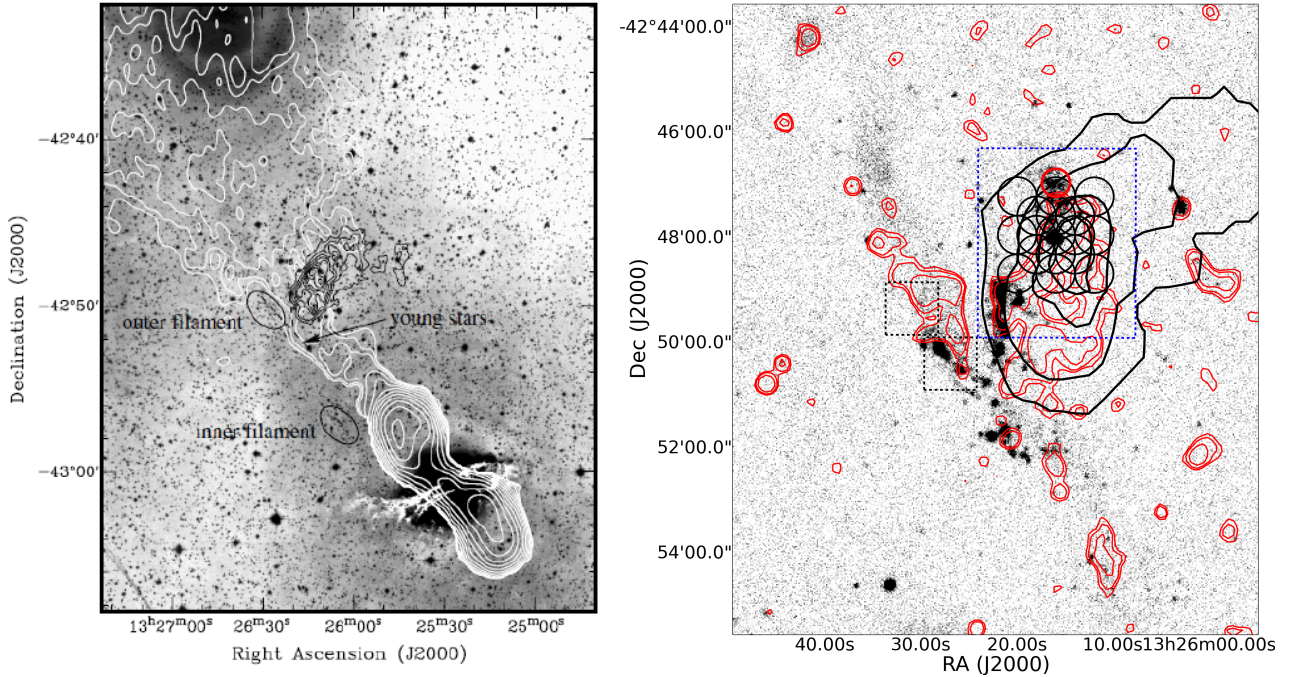 Declination (J2000)
−42°40'
−42°50'
−43°00'
outer filament
young stars
inner filament
13ʰ27ᵐ00ˢ
26ᵐ30ˢ
26ᵐ00ˢ
25ᵐ30ˢ
25ᵐ00ˢ
Right Ascension (J2000)
Dec (J2000)
-42°44'00.0"
46'00.0"
48'00.0"
50'00.0"
52'00.0"
54'00.0"
40.00s
30.00s
20.00s
10.00s
13h26m00.00s
RA (J2000)